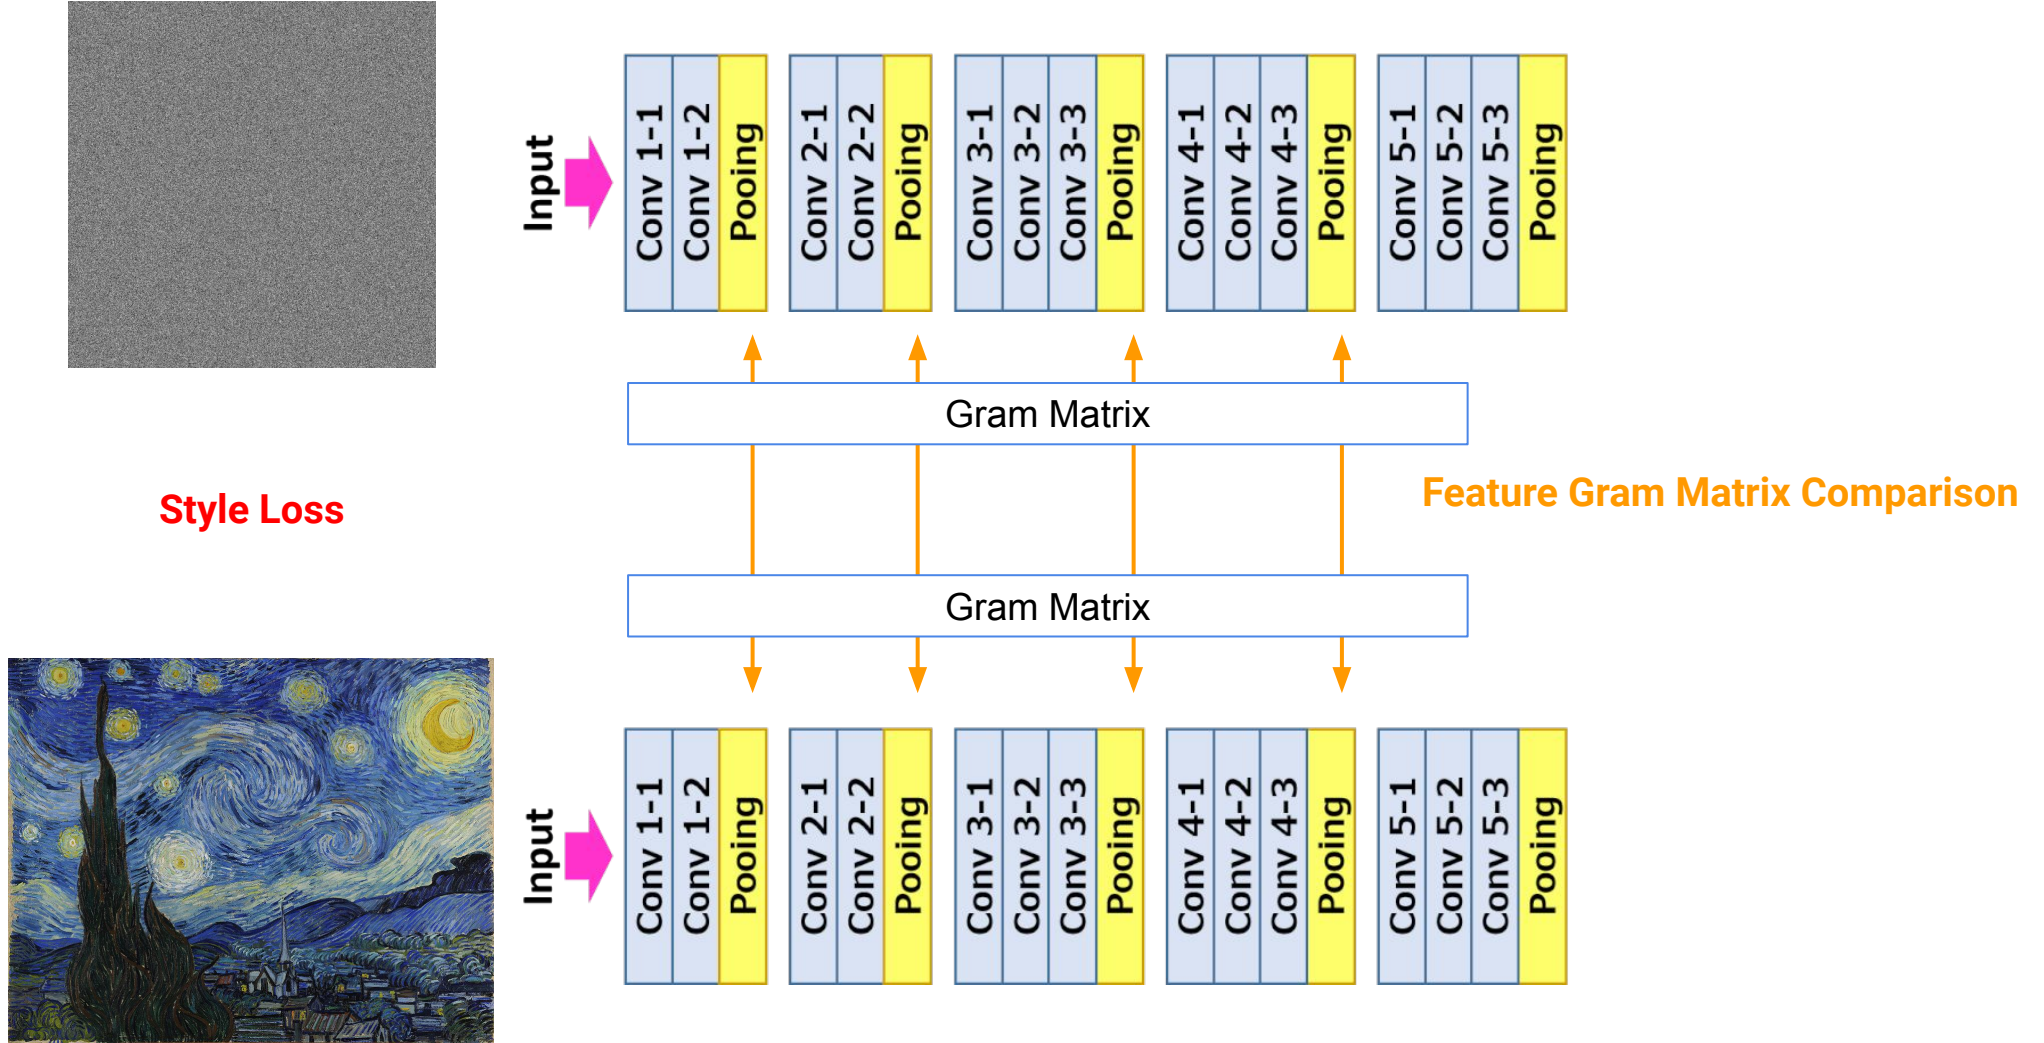 Input
Conv 1-1
Conv 1-2
Pooing
Conv 2-1
Conv 2-2
Pooing
Conv 3-1
Conv 3-2
Conv 3-3
Pooing
Conv 4-1
Conv 4-2
Conv 4-3
Pooing
Conv 5-1
Conv 5-2
Conv 5-3
Pooing
Gram Matrix
Style Loss
Feature Gram Matrix Comparison
Gram Matrix
Input
Conv 1-1
Conv 1-2
Pooing
Conv 2-1
Conv 2-2
Pooing
Conv 3-1
Conv 3-2
Conv 3-3
Pooing
Conv 4-1
Conv 4-2
Conv 4-3
Pooing
Conv 5-1
Conv 5-2
Conv 5-3
Pooing